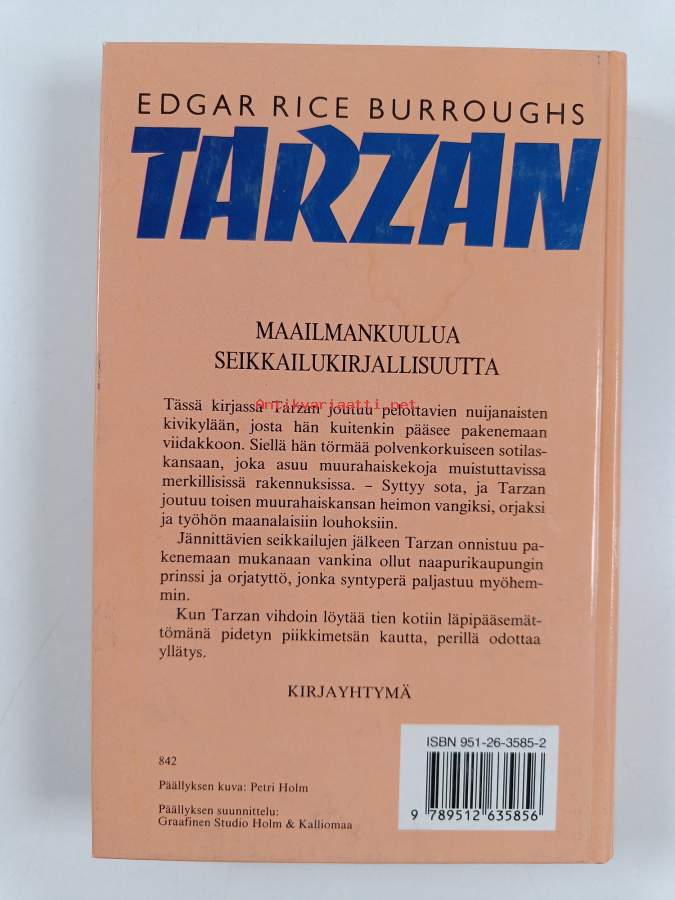 EDGAR RICE BURROUGHS
TARZAN
MAAILMANKUULUA
SEIKKAILUKIRJALLISUUTTA
Tässä kirjassa Tarzan joutuu pelottavien nuijanaisten
Antikvariaatti.net
kivikylään, josta hän kuitenkin pääsee pakenemaan
viidakkoon. Siellä hän törmää polvenkorkuiseen sotilas-
kansaan, joka asuu muurahaiskekoja muistuttavissa
merkillisissä rakennuksissa. – Syttyy sota, ja Tarzan
joutuu toisen muurahaiskansan heimon vangiksi, orjaksi
ja työhön maanalaisiin louhoksiin.
Jännittävien seikkailujen jälkeen Tarzan onnistuu pa-
kenemaan mukanaan vankina ollut naapurikaupungin
prinssi ja orjatyttö, jonka syntyperä paljastuu myöhem-
min.
Kun Tarzan vihdoin löytää tien kotiin läpipääsemät-
tömänä pidetyn piikkimetsän kautta, perillä odottaa
yllätys.
KIRJAYHTYMÄ
ISBN 951-26-3585-2
9 789512 635856
842
Päällyksen kuva: Petri Holm
Päällyksen suunnittelu:
Graafinen Studio Holm & Kalliomaa